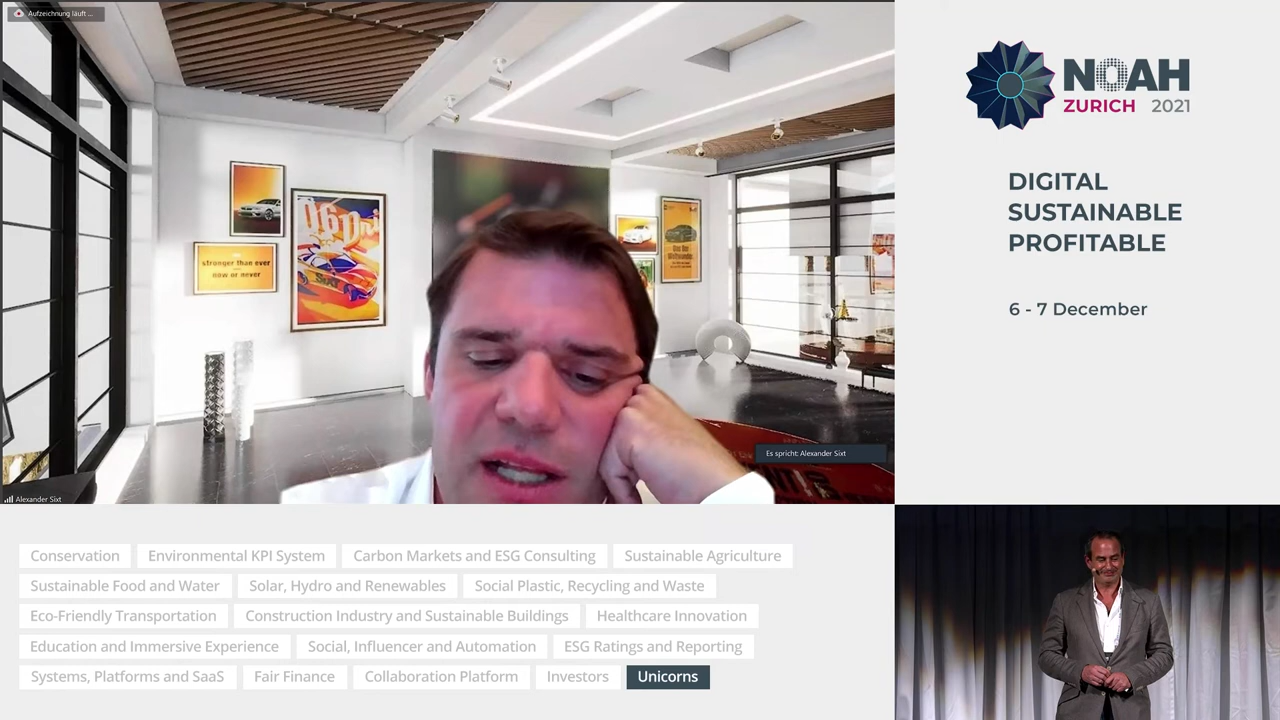 Aufzeichnung läuft ...
stronger than ever
now or never
SIXT
Es spricht: Alexander Sixt
Alexander Sixt
NOAH
ZURICH 2021
DIGITAL
SUSTAINABLE
PROFITABLE
6 - 7 December
Conservation Environmental KPI System Carbon Markets and ESG Consulting Sustainable Agriculture
Sustainable Food and Water Solar, Hydro and Renewables Social Plastic, Recycling and Waste
Eco-Friendly Transportation Construction Industry and Sustainable Buildings Healthcare Innovation
Education and Immersive Experience Social, Influencer and Automation ESG Ratings and Reporting
Systems, Platforms and SaaS Fair Finance Collaboration Platform Investors Unicorns